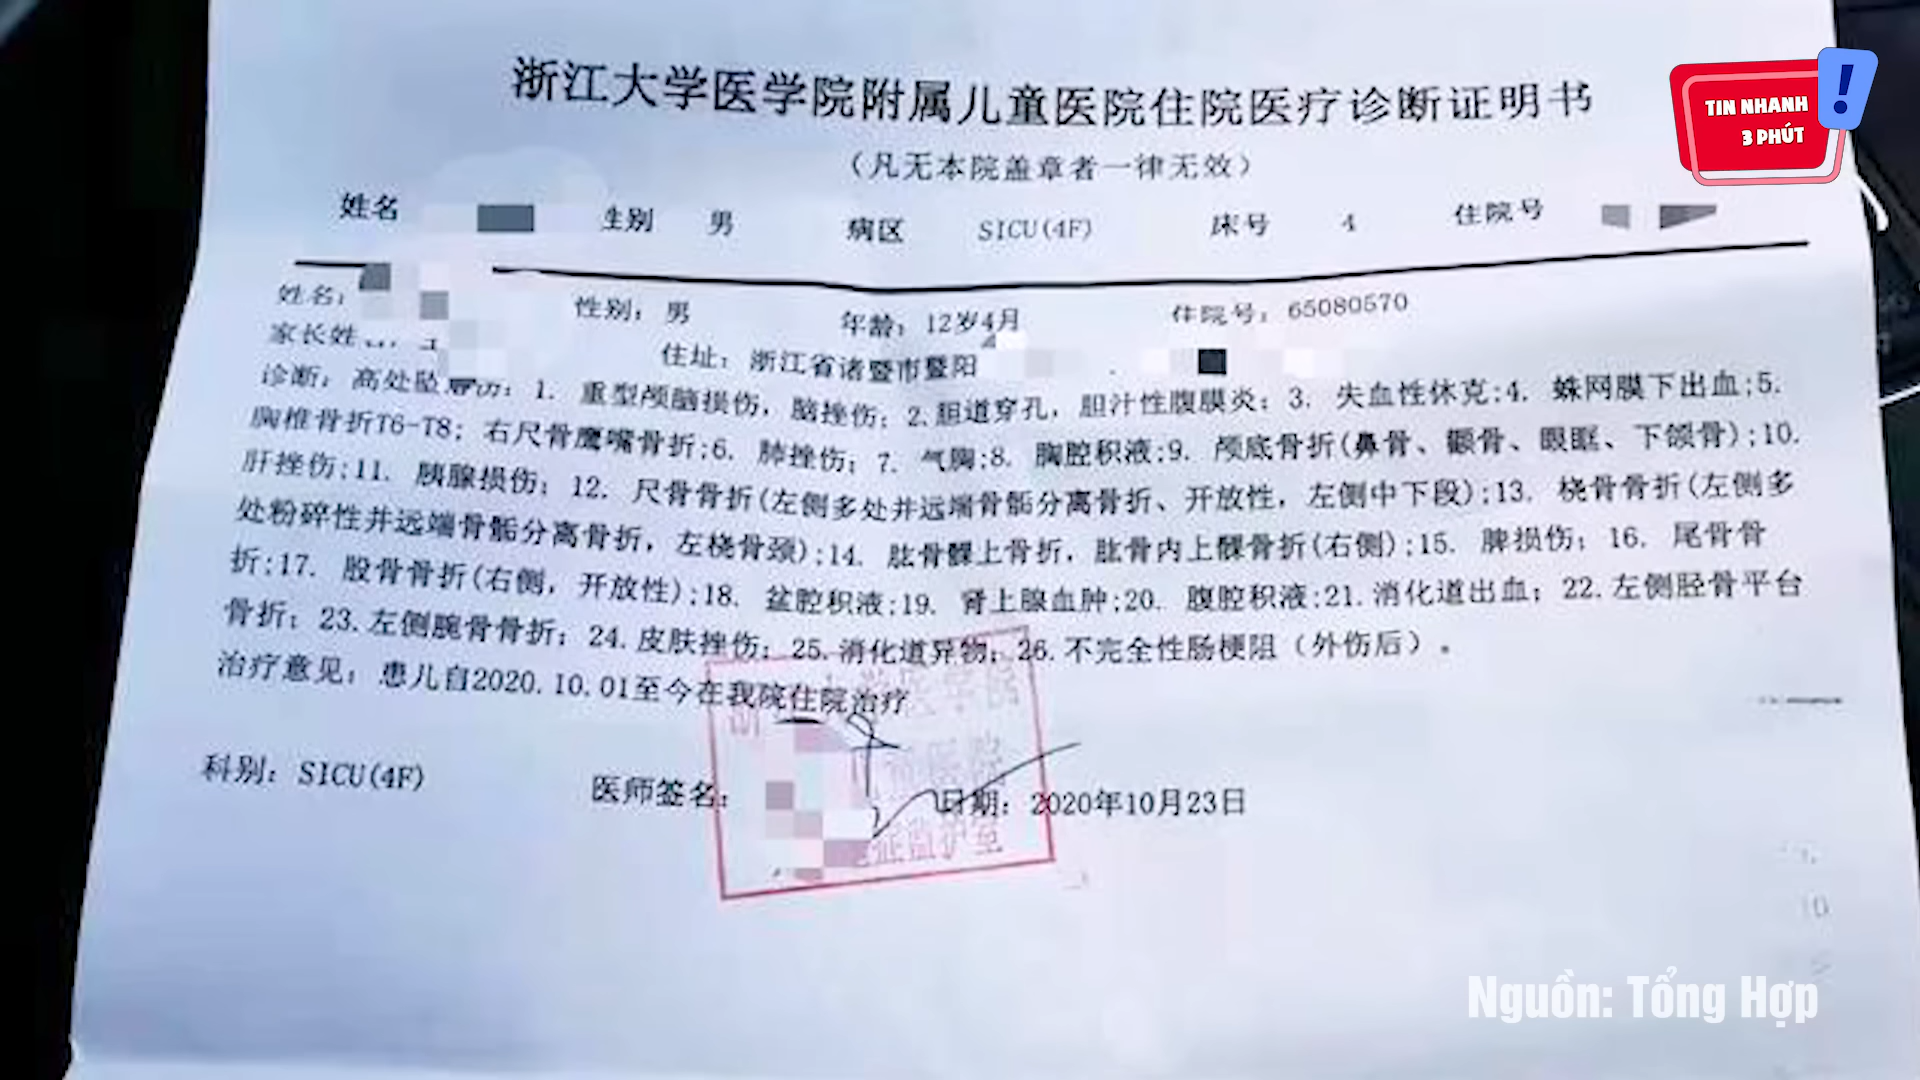 浙江大学医学院附属儿童医院住院医疗诊断证明书
TIN NHANH
3 PHÚT
!
（凡无本院盖章者一律无效）
姓名 性别 男 病区 SICU(4F) 床号 4 住院号
姓名： 性别：男 年龄：12岁4月 住院号：65080570
家长姓 住址：浙江省诸暨市暨阳
诊断：高处坠 伤：1. 重型颅脑损伤，脑挫伤；2.胆道穿孔，胆汁性腹膜炎；3. 失血性休克;4. 蛛网膜下出血;5.
胸椎骨折T6-T8；右尺骨鹰嘴骨折;6. 肺挫伤；7. 气胸;8. 胸腔积液;9. 颅底骨折(鼻骨、颧骨、眼眶、下颌骨);10.
肝挫伤;11. 胰腺损伤；12. 尺骨骨折(左侧多处并远端骨骺分离骨折、开放性，左侧中下段);13. 桡骨骨折(左侧多
处粉碎性并远端骨骺分离骨折，左桡骨颈);14. 肱骨髁上骨折，肱骨内上髁骨折(右侧);15. 脾损伤；16. 尾骨骨
折;17. 股骨骨折(右侧，开放性);18. 盆腔积液;19. 肾上腺血肿;20. 腹腔积液;21.消化道出血；22.左侧胫骨平台
骨折；23.左侧腕骨骨折；24.皮肤挫伤；25.消化道异物；26.不完全性肠梗阻（外伤后）。
治疗意见：患儿自2020.10.01至今在我院住院治疗
科别：SICU(4F) 医师签名： 日期：2020年10月23日
Nguồn: Tổng Hợp